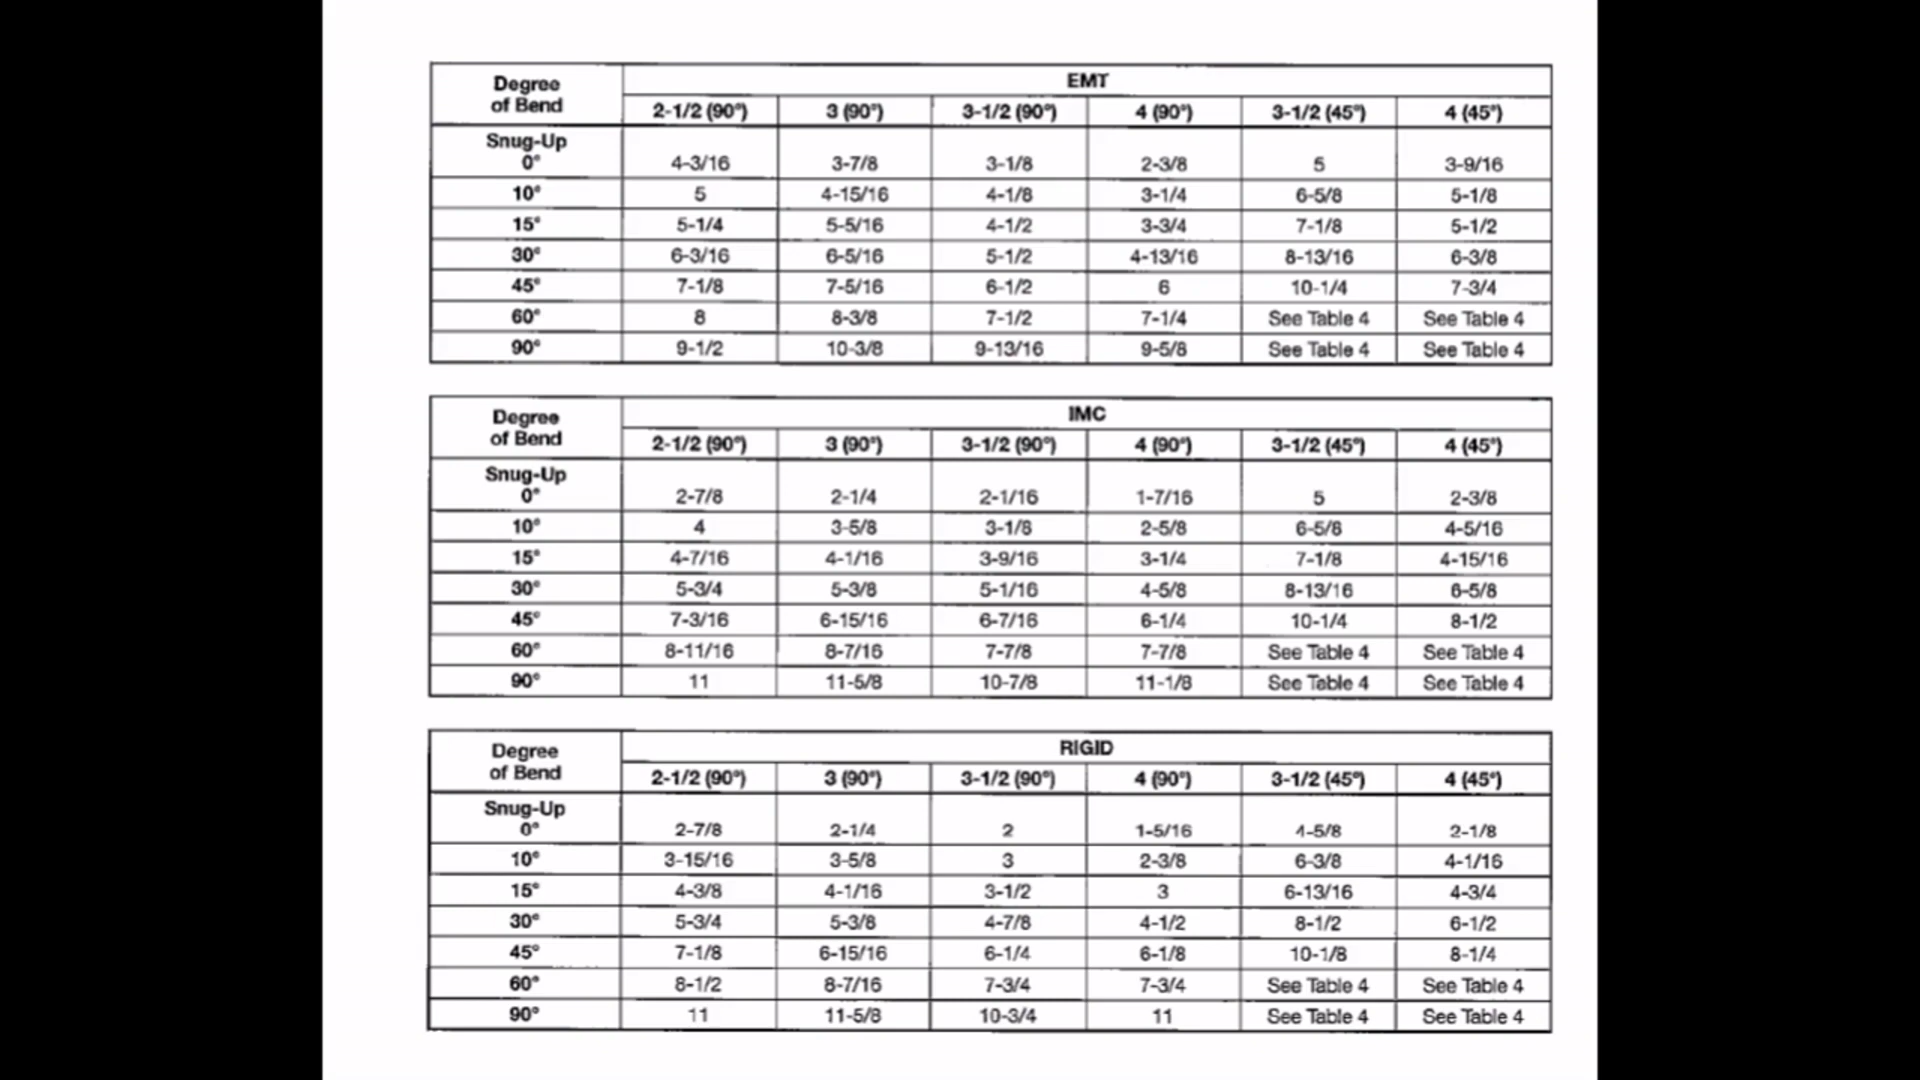 Degree of Bend EMT
2-1/2 (90°) 3 (90°) 3-1/2 (90°) 4 (90°) 3-1/2 (45°) 4 (45°)
Snug-Up
0° 4-3/16 3-7/8 3-1/8 2-3/8 5 3-9/16
10° 5 4-15/16 4-1/8 3-1/4 6-5/8 5-1/8
15° 5-1/4 5-5/16 4-1/2 3-3/4 7-1/8 5-1/2
30° 6-3/16 6-5/16 5-1/2 4-13/16 8-13/16 6-3/8
45° 7-1/8 7-5/16 6-1/2 6 10-1/4 7-3/4
60° 8 8-3/8 7-1/2 7-1/4 See Table 4 See Table 4
90° 9-1/2 10-3/8 9-13/16 9-5/8 See Table 4 See Table 4
Degree of Bend IMC
2-1/2 (90°) 3 (90°) 3-1/2 (90°) 4 (90°) 3-1/2 (45°) 4 (45°)
Snug-Up
0° 2-7/8 2-1/4 2-1/16 1-7/16 5 2-3/8
10° 4 3-5/8 3-1/8 2-5/8 6-5/8 4-5/16
15° 4-7/16 4-1/16 3-9/16 3-1/4 7-1/8 4-15/16
30° 5-3/4 5-3/8 5-1/16 4-5/8 8-13/16 6-5/8
45° 7-3/16 6-15/16 6-7/16 6-1/4 10-1/4 8-1/2
60° 8-11/16 8-7/16 7-7/8 7-7/8 See Table 4 See Table 4
90° 11 11-5/8 10-7/8 11-1/8 See Table 4 See Table 4
Degree of Bend RIGID
2-1/2 (90°) 3 (90°) 3-1/2 (90°) 4 (90°) 3-1/2 (45°) 4 (45°)
Snug-Up
0° 2-7/8 2-1/4 2 1-5/16 4-5/8 2-1/8
10° 3-15/16 3-5/8 3 2-3/8 6-3/8 4-1/16
15° 4-3/8 4-1/16 3-1/2 3 6-13/16 4-3/4
30° 5-3/4 5-3/8 4-7/8 4-1/2 8-1/2 6-1/2
45° 7-1/8 6-15/16 6-1/4 6-1/8 10-1/8 8-1/4
60° 8-1/2 8-7/16 7-3/4 7-3/4 See Table 4 See Table 4
90° 11 11-5/8 10-3/4 11 See Table 4 See Table 4